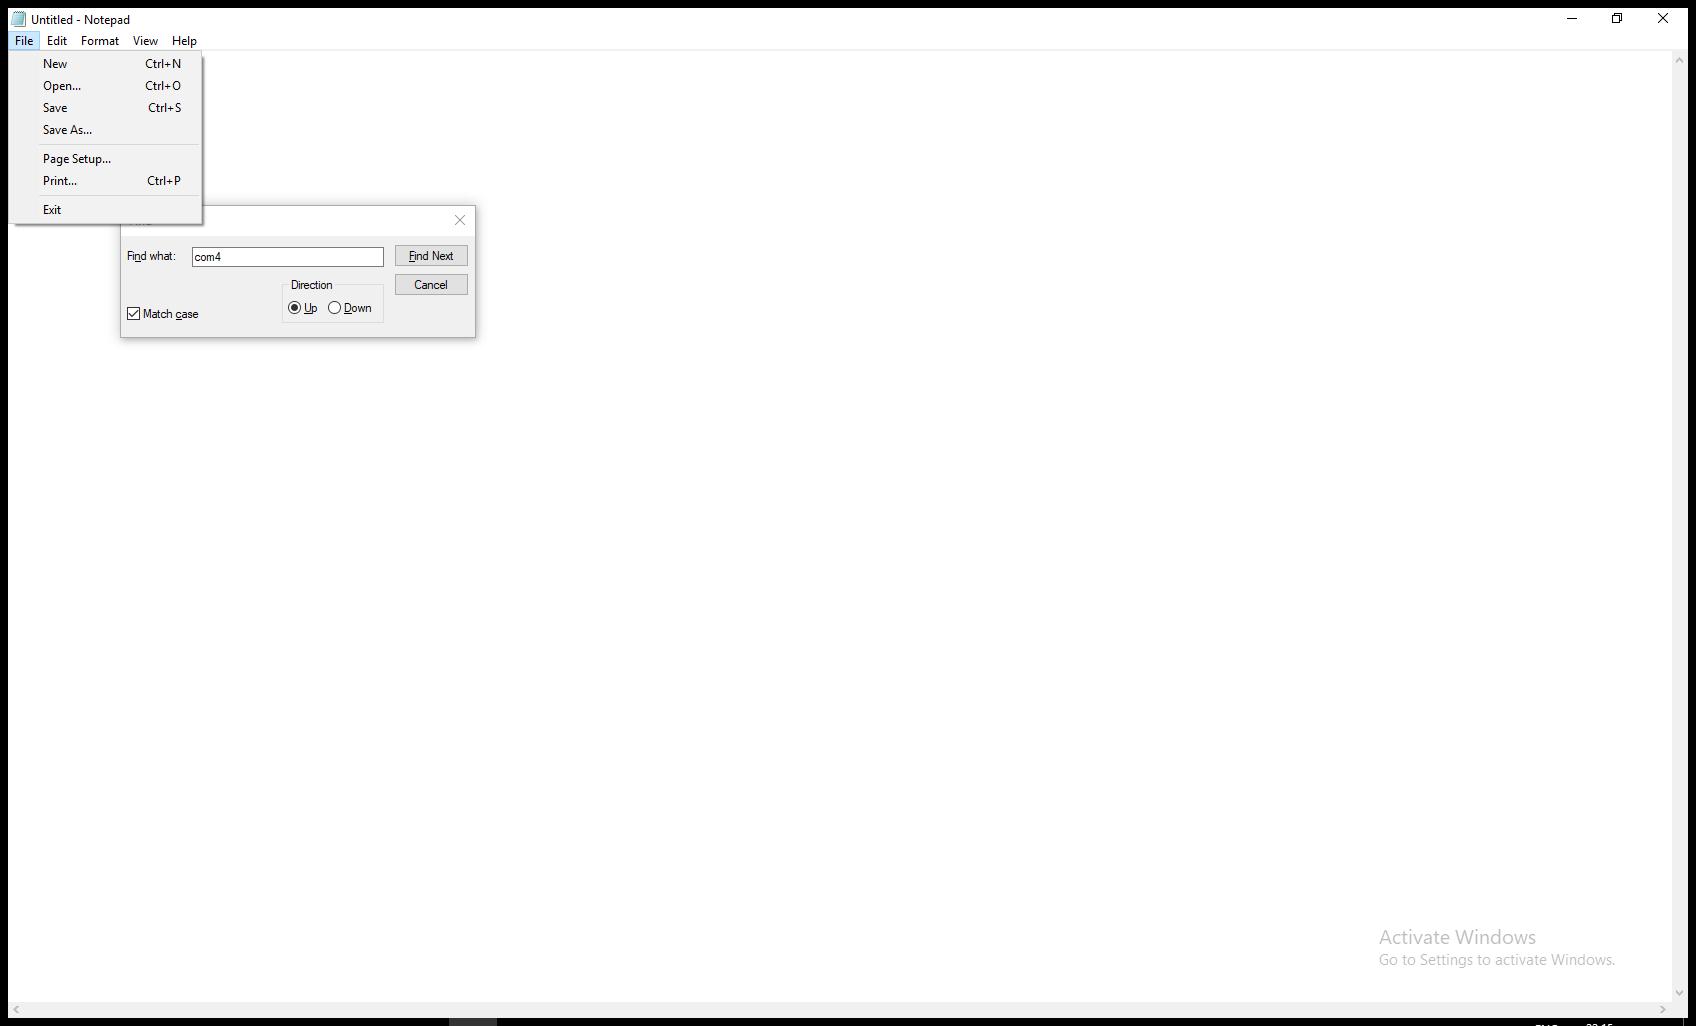 Untitled - Notepad
File Edit Format View Help
New Ctrl+N
Open... Ctrl+O
Save Ctrl+S
Save As...
Page Setup...
Print... Ctrl+P
Exit
Find what: com4 Find Next
Direction Cancel
Up Down
Match case
Activate Windows
Go to Settings to activate Windows.